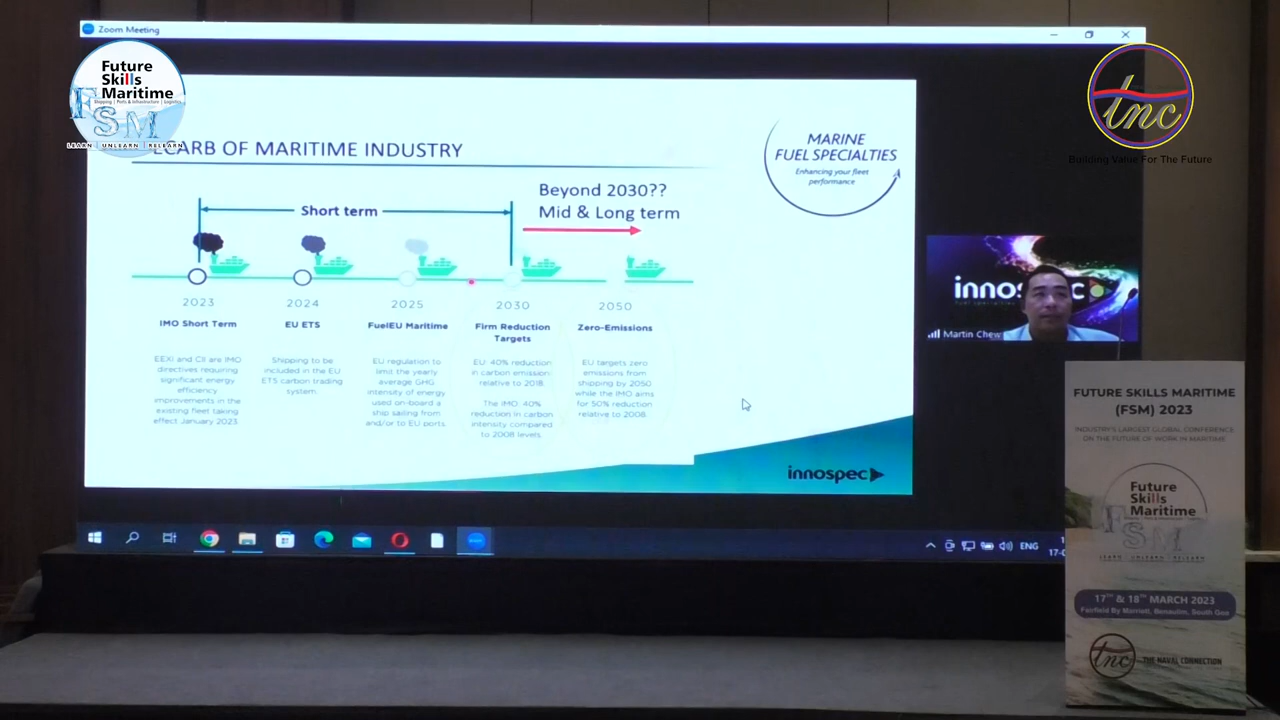 Zoom Meeting
Future
Skills
Maritime
Shipping | Ports & Infrastructure | Logistics
FSM
LEARN | UNLEARN | RELEARN
tnc
Building Value For The Future
ECARB OF MARITIME INDUSTRY
MARINE
FUEL SPECIALTIES
Enhancing your fleet
performance
Short term
Beyond 2030??
Mid & Long term
2023
IMO Short Term
EEXI and CII are IMO
directives requiring
significant energy
efficiency
improvements in the
existing fleet taking
effect January 2023.
2024
EU ETS
Shipping to be
included in the EU
ETS carbon trading
system.
2025
FuelEU Maritime
EU regulation to
limit the yearly
average GHG
intensity of energy
used on-board a
ship sailing from
and/or to EU ports.
2030
Firm Reduction
Targets
EU: 40% reduction
in carbon emission
relative to 2018.
The IMO: 40%
reduction in carbon
intensity compared
to 2008 levels.
2050
Zero-Emissions
EU targets zero
emissions from
shipping by 2050
while the IMO aims
for 50% reduction
relative to 2008.
innospec
fuel specialties
Martin Chew
innospec
ENG
FUTURE SKILLS MARITIME
(FSM) 2023
INDUSTRY'S LARGEST GLOBAL CONFERENCE
ON THE FUTURE OF WORK IN MARITIME
Future
Skills
Maritime
FSM
LEARN | UNLEARN | RELEARN
17TH & 18TH MARCH 2023
Fairfield By Marriott, Benaulim, South Goa
tnc
THE NAVAL CONNECTION